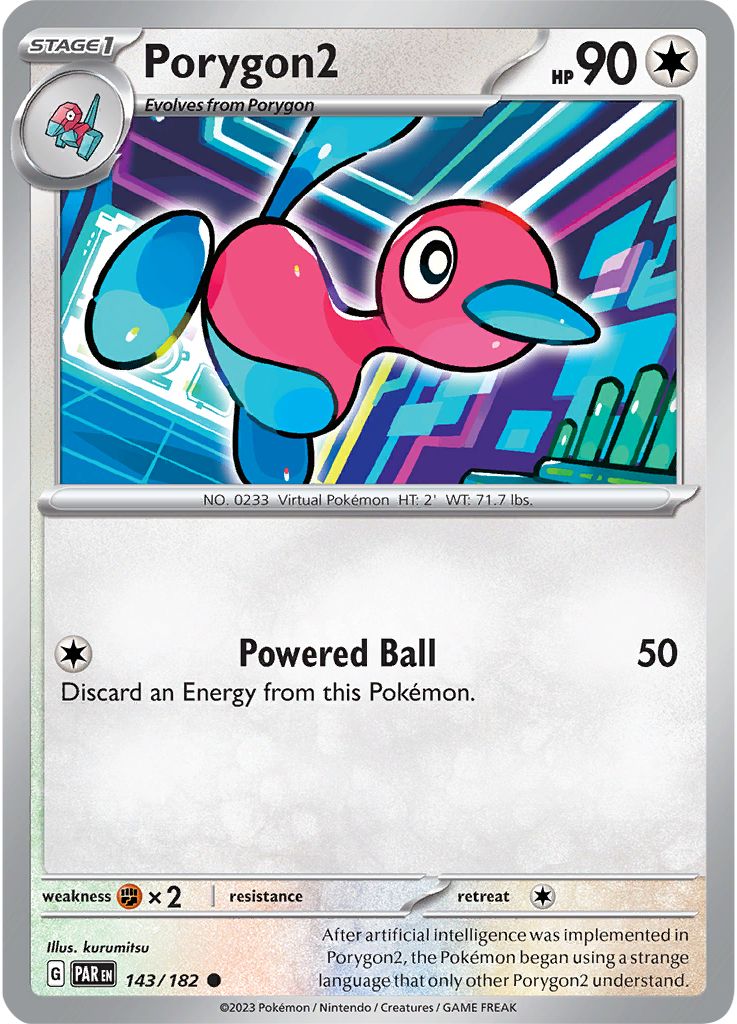 STAGE1
Porygon2
HP 90
Evolves from Porygon
NO. 0233 Virtual Pokémon HT: 2' WT: 71.7 lbs.
Powered Ball 50
Discard an Energy from this Pokémon.
weakness ×2 resistance retreat
Illus. kurumitsu
After artificial intelligence was implemented in
Porygon2, the Pokémon began using a strange
language that only other Porygon2 understand.
G PAR EN 143/182
©2023 Pokémon / Nintendo / Creatures / GAME FREAK